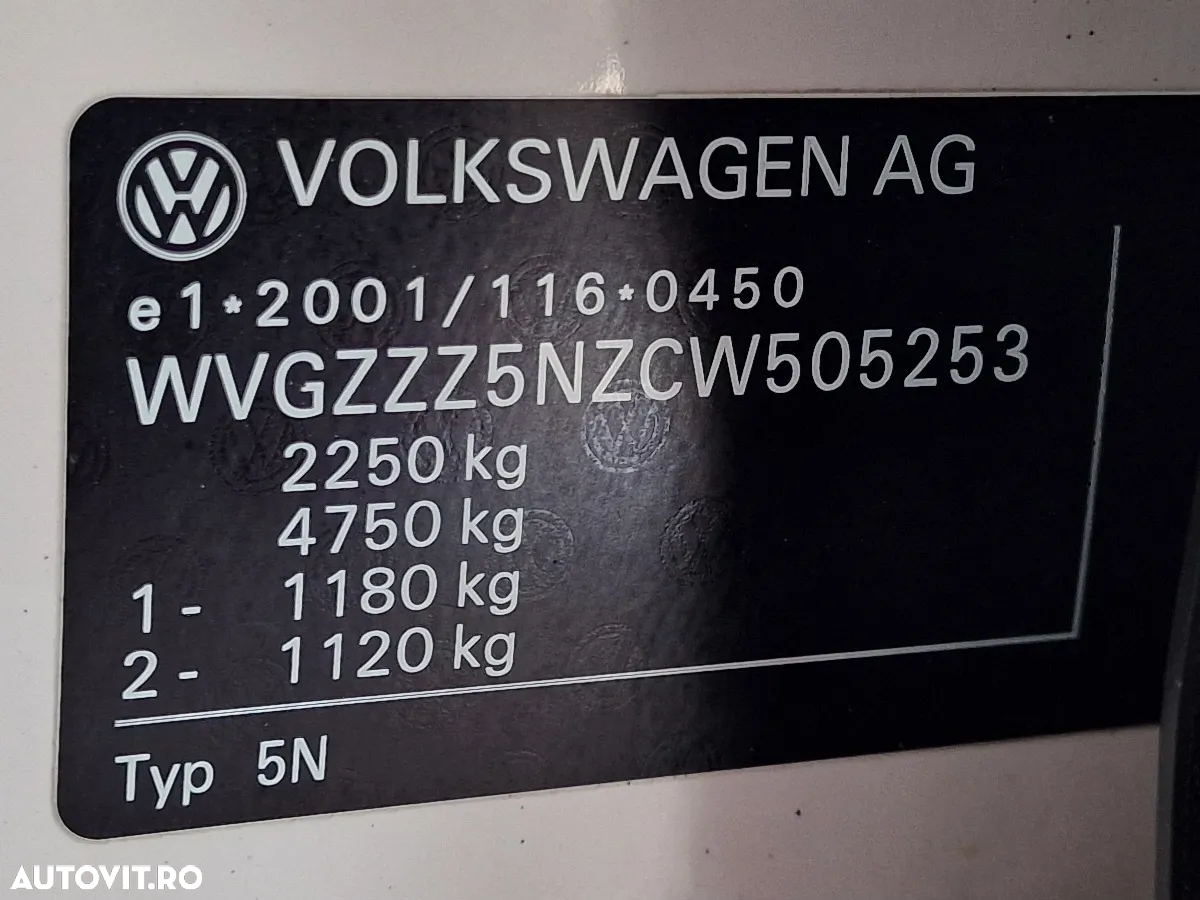 VOLKSWAGEN AG
e1*2001/116*0450
WVGZZZ5NZCW505253
2250 kg
4750 kg
1- 1180 kg
2- 1120 kg
Typ 5N
AUTOVIT.RO